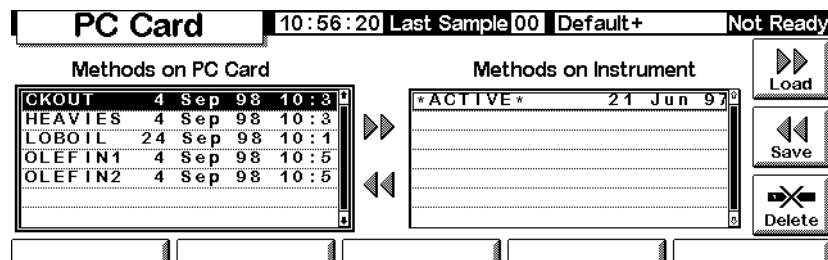 PC Card 10:56:20 Last Sample 00 Default+ Not Ready
Methods on PC Card
CKOUT 4 Sep 98 10:3
HEAVIES 4 Sep 98 10:3
LOBOIL 24 Sep 98 10:1
OLEFIN1 4 Sep 98 10:5
OLEFIN2 4 Sep 98 10:5
Methods on Instrument
*ACTIVE* 21 Jun 97
Load
Save
Delete